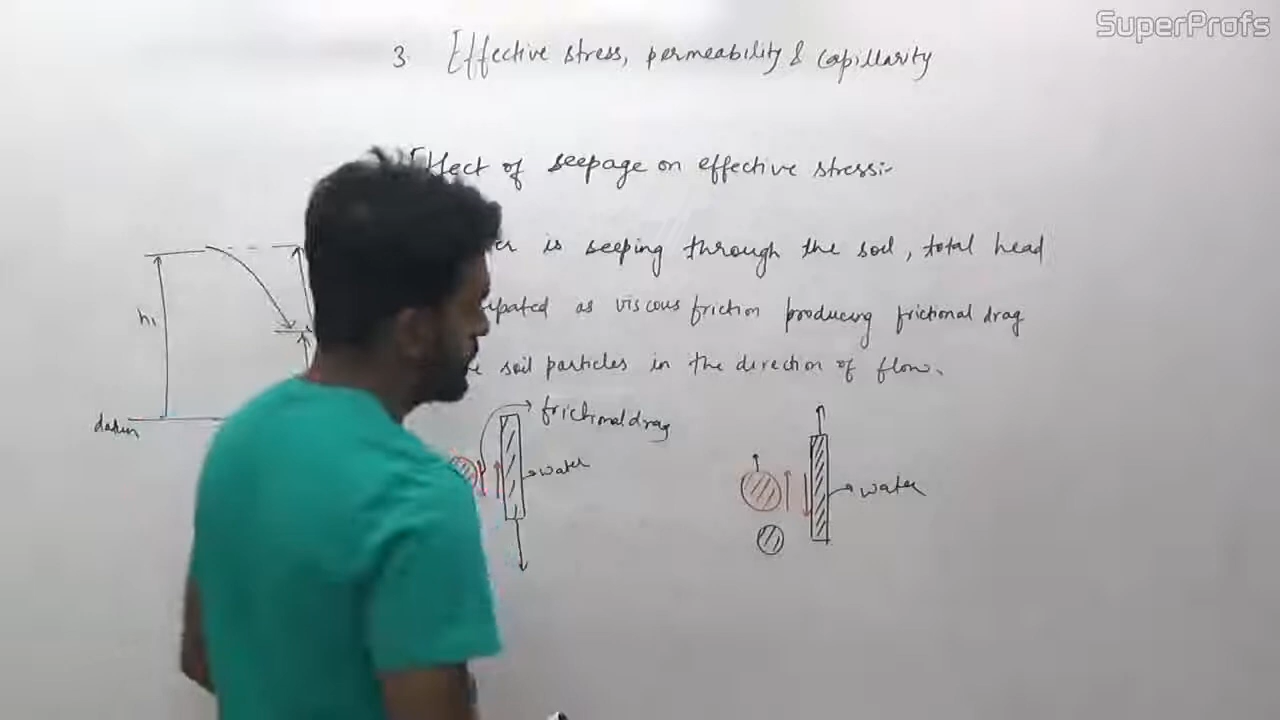 SuperProfs
3. Effective stress, permeability & capillarity
Effect of seepage on effective stress:-
is seeping through the soil, total head
as viscous friction producing frictional drag
soil particles in the direction of flow.
h1
datum
frictional drag
water
water